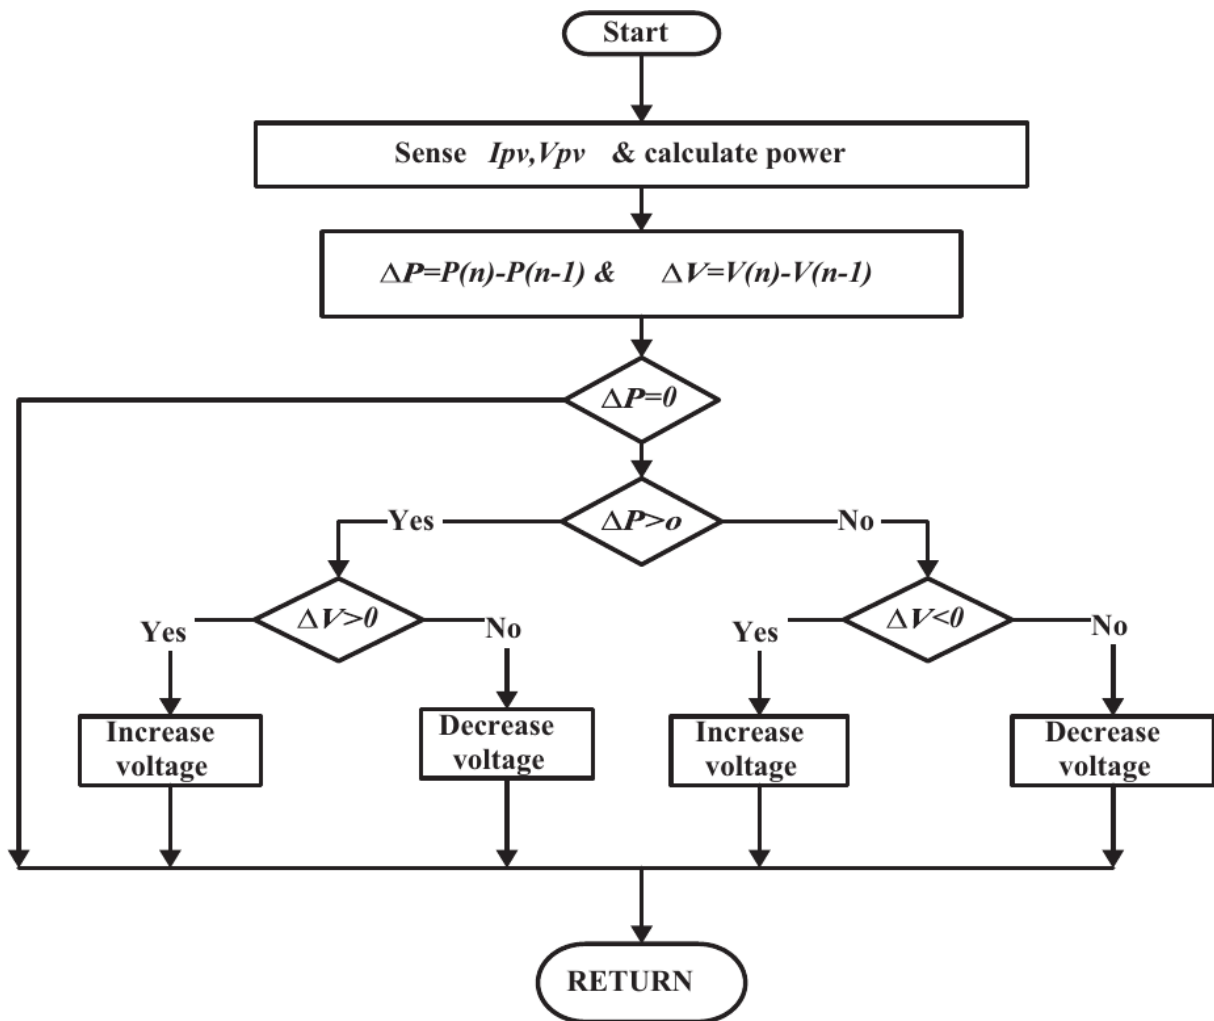 Start
Sense Ipv,Vpv & calculate power
ΔP=P(n)-P(n-1) & ΔV=V(n)-V(n-1)
ΔP=0
Yes
ΔP>o
No
Yes
ΔV>0
No
Yes
ΔV<0
No
Increase
voltage
Decrease
voltage
Increase
voltage
Decrease
voltage
RETURN